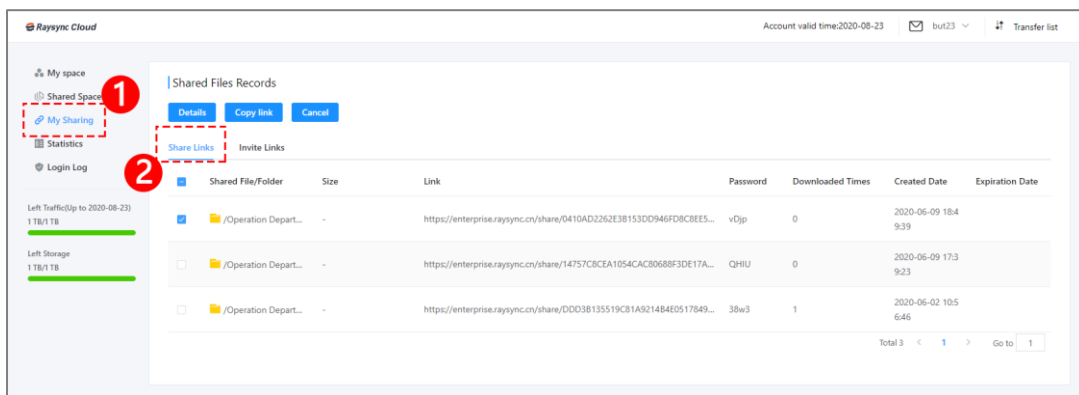 Raysync Cloud
Account valid time:2020-08-23 but23 Transfer list
My space
Shared Space
1
My Sharing
Statistics
Login Log
Left Traffic(Up to 2020-08-23)
1 TB/1 TB
Left Storage
1 TB/1 TB
Shared Files Records
Details Copy link Cancel
Share Links Invite Links
2
Shared File/Folder Size Link Password Downloaded Times Created Date Expiration Date
/Operation Depart... - https://enterprise.raysync.cn/share/0410AD2262E3B153DD946FD8C8EE5... vDjp 0 2020-06-09 18:4
9:39
/Operation Depart... - https://enterprise.raysync.cn/share/14757C8CEA1054CAC80688F3DE17A... QHIU 0 2020-06-09 17:3
9:23
/Operation Depart... - https://enterprise.raysync.cn/share/DDD3B135519C81A9214B4E0517849... 38w3 1 2020-06-02 10:5
6:46
Total 3 < 1 > Go to 1